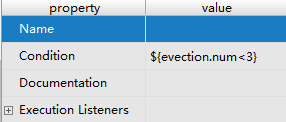 property value
Name
Condition ${evection.num<3}
Documentation
Execution Listeners